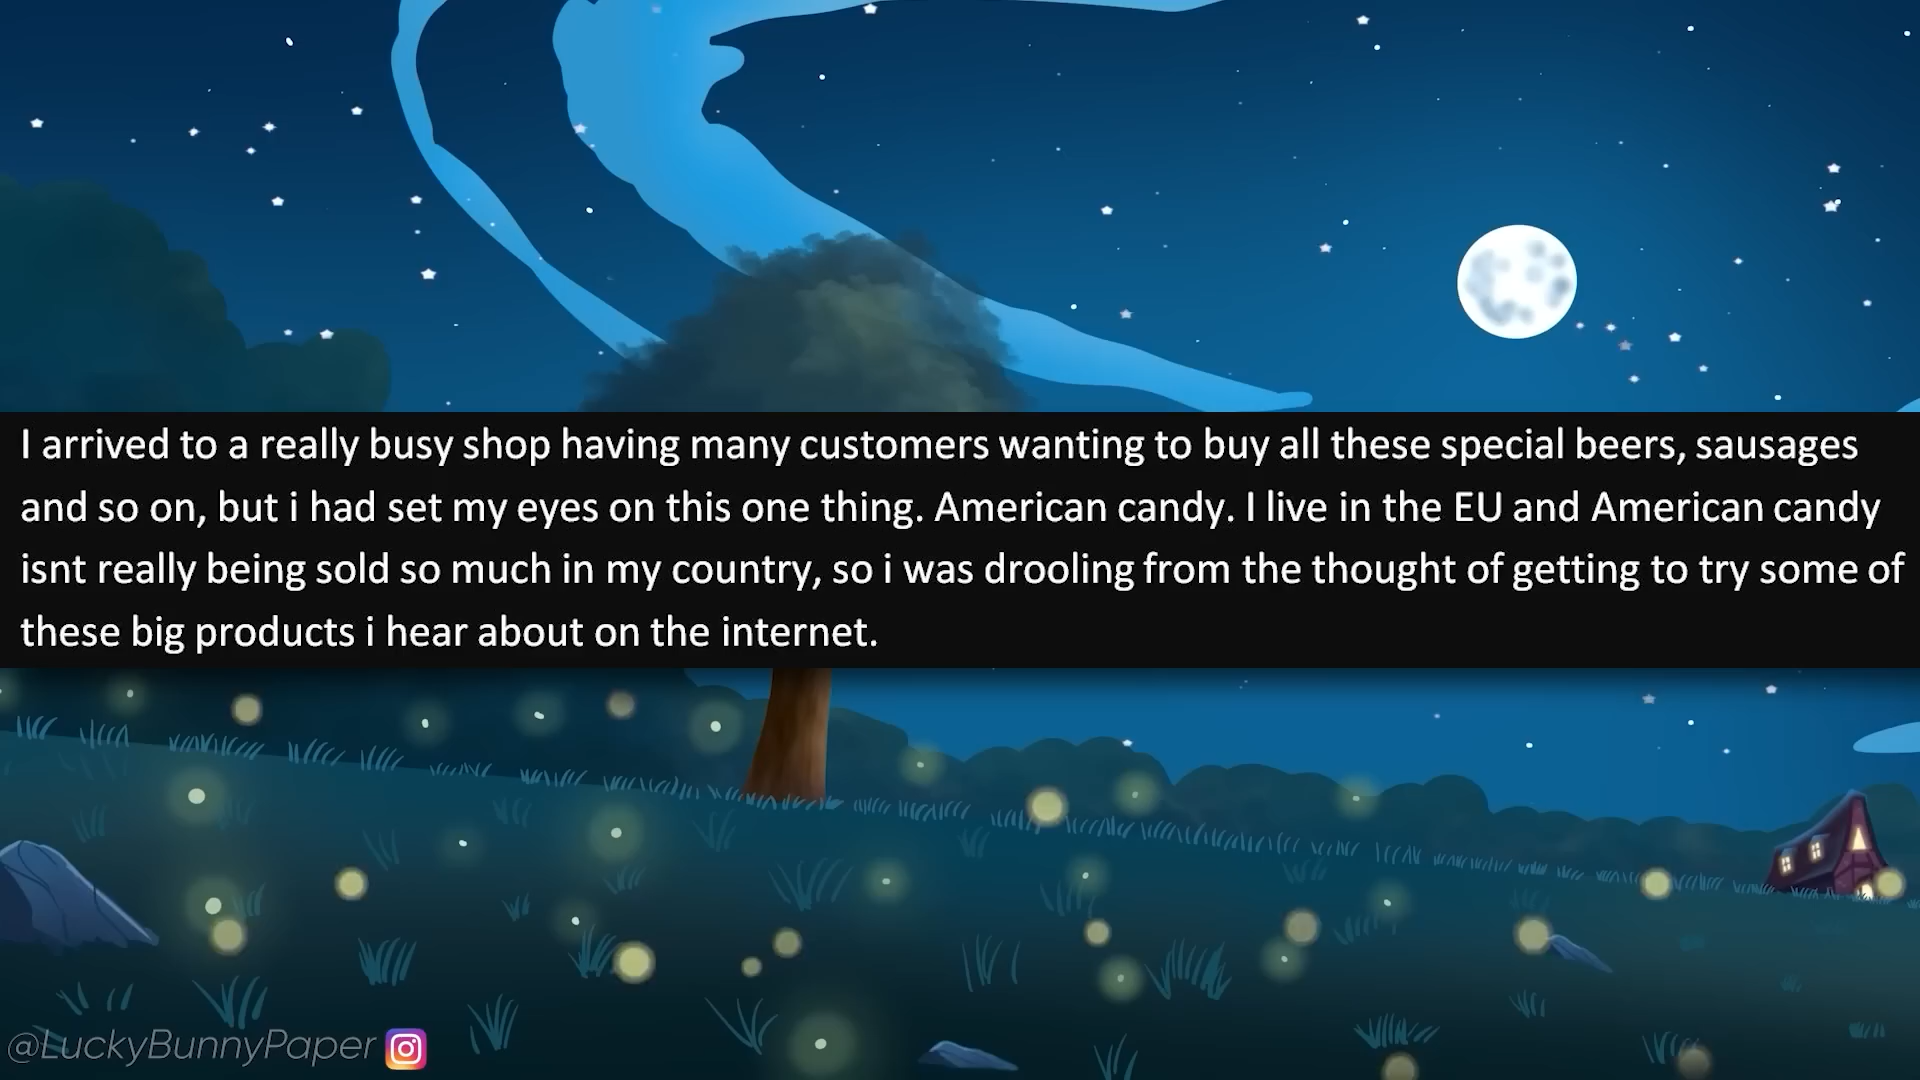 I arrived to a really busy shop having many customers wanting to buy all these special beers, sausages
and so on, but i had set my eyes on this one thing. American candy. I live in the EU and American candy
isnt really being sold so much in my country, so i was drooling from the thought of getting to try some of
these big products i hear about on the internet.
@LuckyBunnyPaper